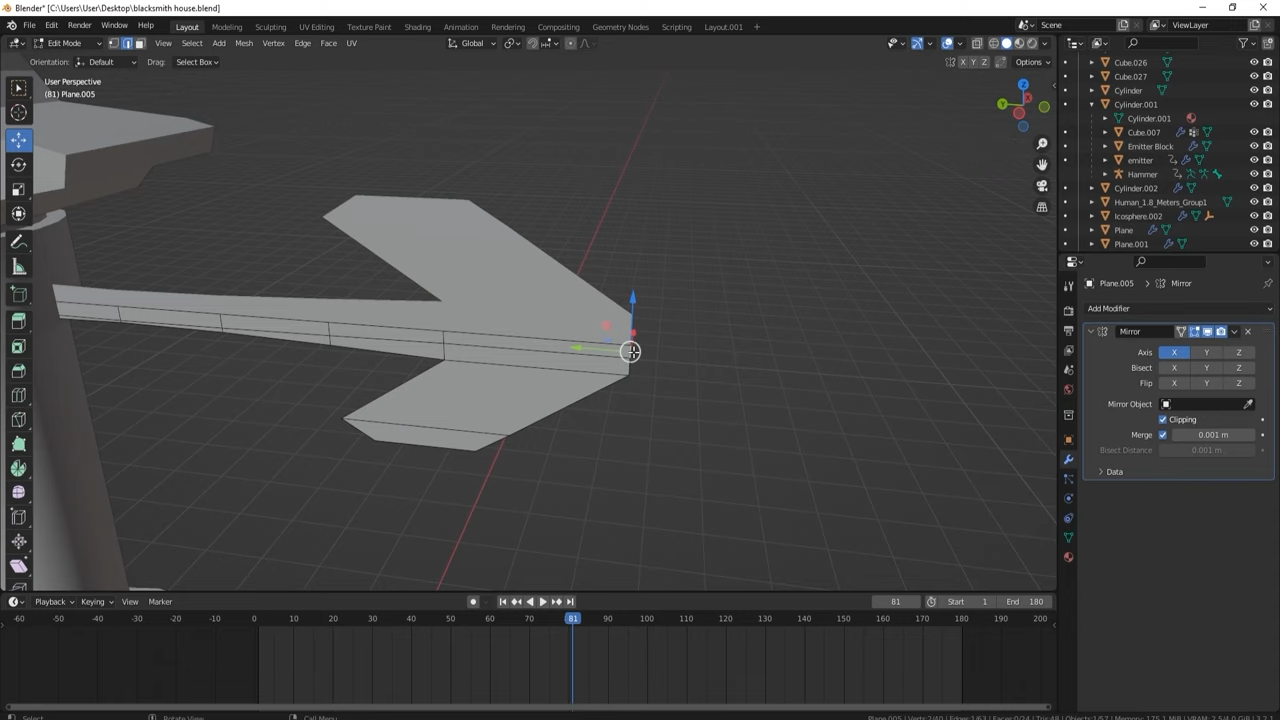 Blender* [C:\Users\User\Desktop\blacksmith house.blend]
File Edit Render Window Help Layout Modeling Sculpting UV Editing Texture Paint Shading Animation Rendering Compositing Geometry Nodes Scripting Layout.001 + Scene ViewLayer
Edit Mode View Select Add Mesh Vertex Edge Face UV Global
Orientation: Default Drag: Select Box X Y Z Options
User Perspective
(81) Plane.005
Z
Y
X
Cube.026
Cube.027
Cylinder
Cylinder.001
Cylinder.001
Cube.007
Emitter Block
emitter
Hammer
Cylinder.002
Human_1.8_Meters_Group1
Icosphere.002
Plane
Plane.001
Plane.005 Mirror
Add Modifier
Mirror
Axis X Y Z
Bisect X Y Z
Flip X Y Z
Mirror Object
Clipping
Merge 0.001 m
Bisect Distance 0.001 m
Data
Playback Keying View Marker 81 Start 1 End 180
-60 -50 -40 -30 -20 -10 0 10 20 30 40 50 60 70 81 90 100 110 120 130 140 150 160 170 180 190 200
Select Rotate View Call Menu